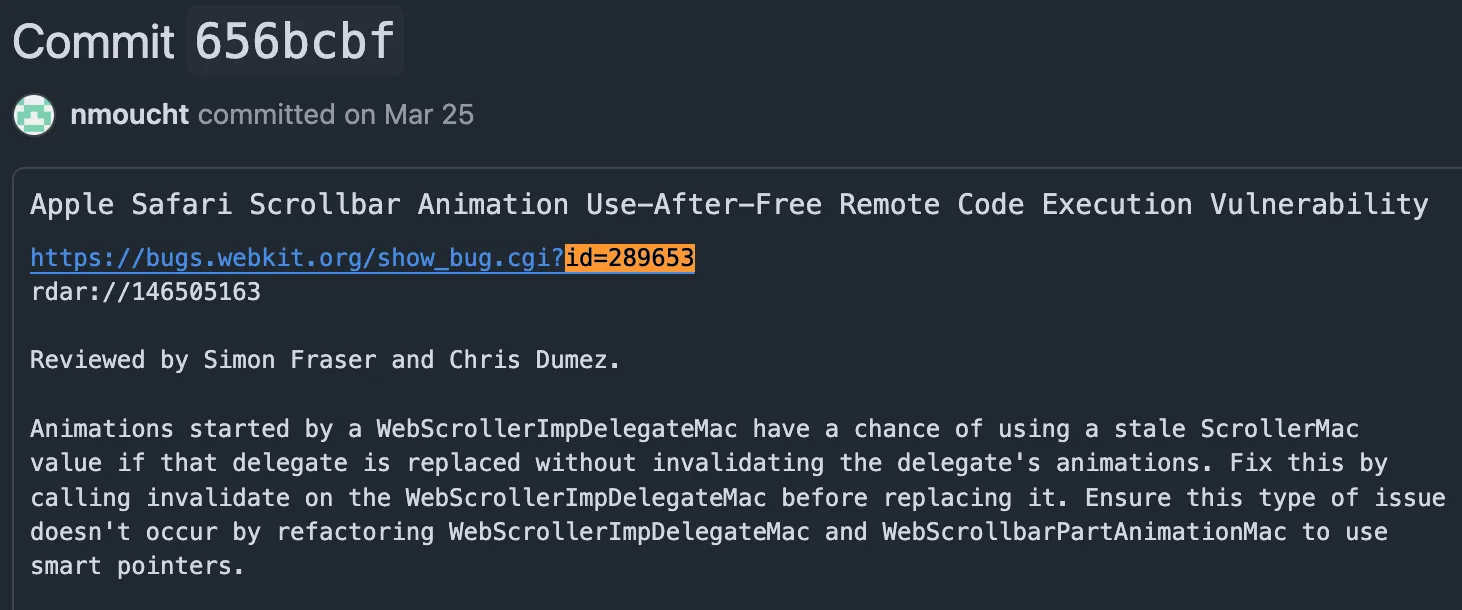 Commit 656bcbf
nmoucht committed on Mar 25
Apple Safari Scrollbar Animation Use-After-Free Remote Code Execution Vulnerability
https://bugs.webkit.org/show_bug.cgi?id=289653
rdar://146505163
Reviewed by Simon Fraser and Chris Dumez.
Animations started by a WebScrollerImpDelegateMac have a chance of using a stale ScrollerMac
value if that delegate is replaced without invalidating the delegate's animations. Fix this by
calling invalidate on the WebScrollerImpDelegateMac before replacing it. Ensure this type of issue
doesn't occur by refactoring WebScrollerImpDelegateMac and WebScrollbarPartAnimationMac to use
smart pointers.